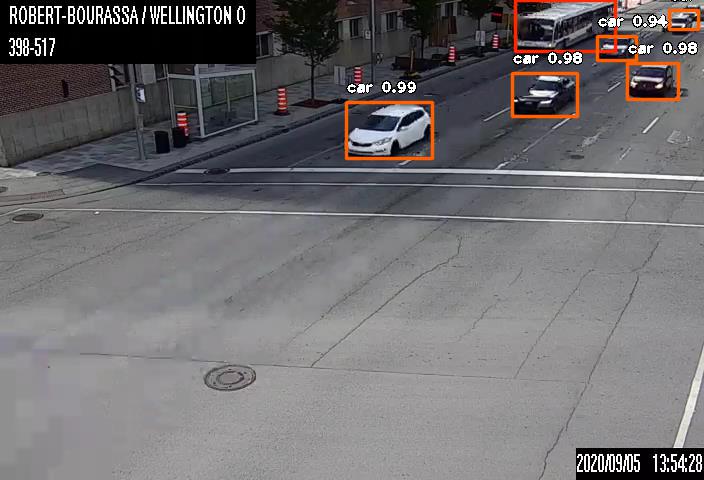 ROBERT-BOURASSA / WELLINGTON O
398-517
car 0.94
car 0.98
car 0.98
car 0.99
2020/09/05 13:54:28